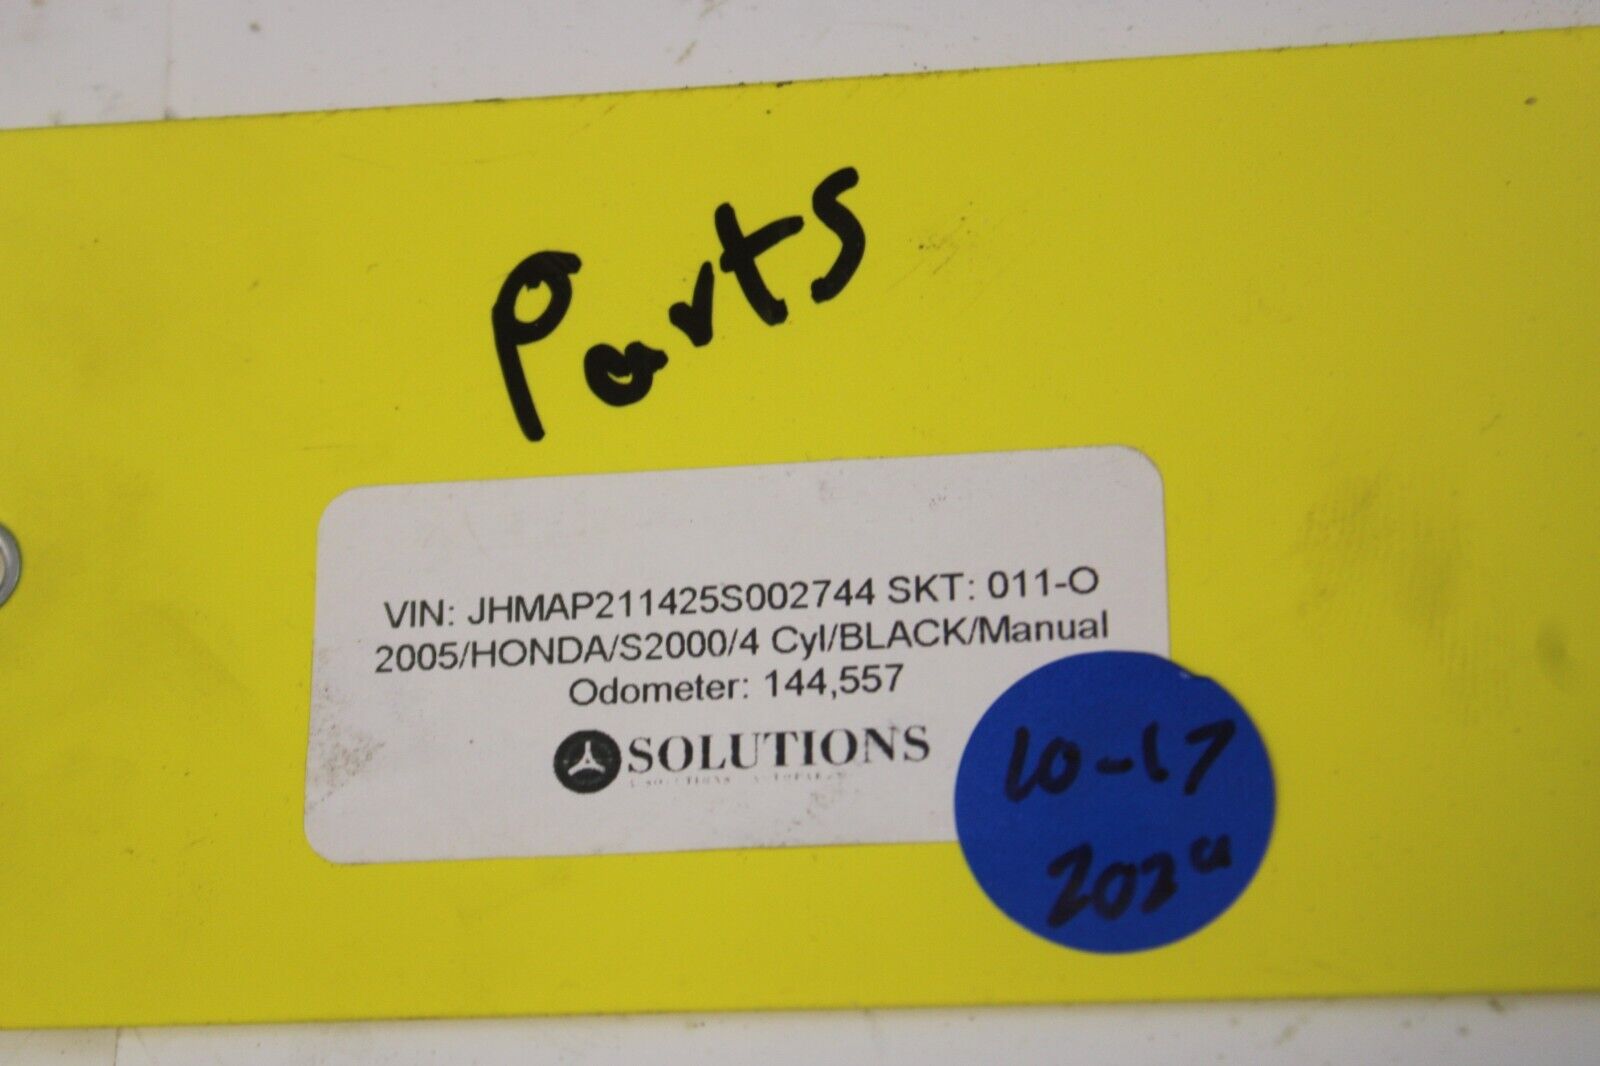 Parts
VIN: JHMAP211425S002744 SKT: 011-O
2005/HONDA/S2000/4 Cyl/BLACK/Manual
Odometer: 144,557
SOLUTIONS
10-17